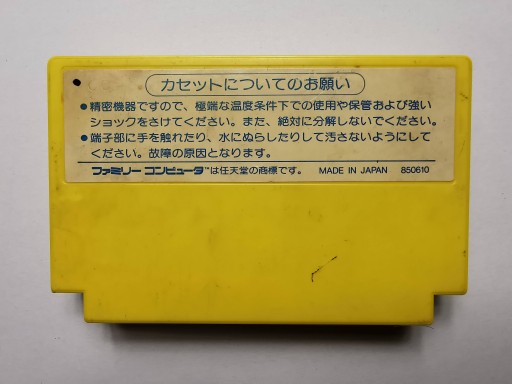 カセットについてのお願い
●精密機器ですので、極端な温度条件下での使用や保管および強い
ショックをさけてください。また、絶対に分解しないでください。
●端子部に手を触れたり、水にぬらしたりして汚さないようにして
ください。故障の原因となります。
ファミリーコンピュータ™は任天堂の商標です。 MADE IN JAPAN 850610